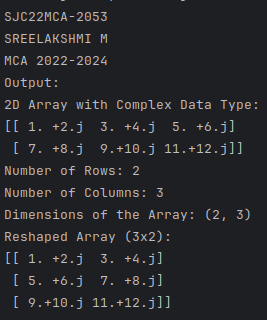 SJC22MCA-2053
SREELAKSHMI M
MCA 2022-2024
Output:
2D Array with Complex Data Type:
[[ 1. +2.j  3. +4.j  5. +6.j]
 [ 7. +8.j  9.+10.j 11.+12.j]]
Number of Rows: 2
Number of Columns: 3
Dimensions of the Array: (2, 3)
Reshaped Array (3x2):
[[ 1. +2.j  3. +4.j]
 [ 5. +6.j  7. +8.j]
 [ 9.+10.j 11.+12.j]]